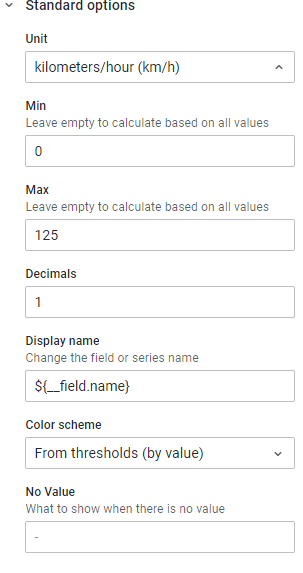 Standard options
Unit
kilometers/hour (km/h)
Min
Leave empty to calculate based on all values
0
Max
Leave empty to calculate based on all values
125
Decimals
1
Display name
Change the field or series name
${__field.name}
Color scheme
From thresholds (by value)
No Value
What to show when there is no value
-